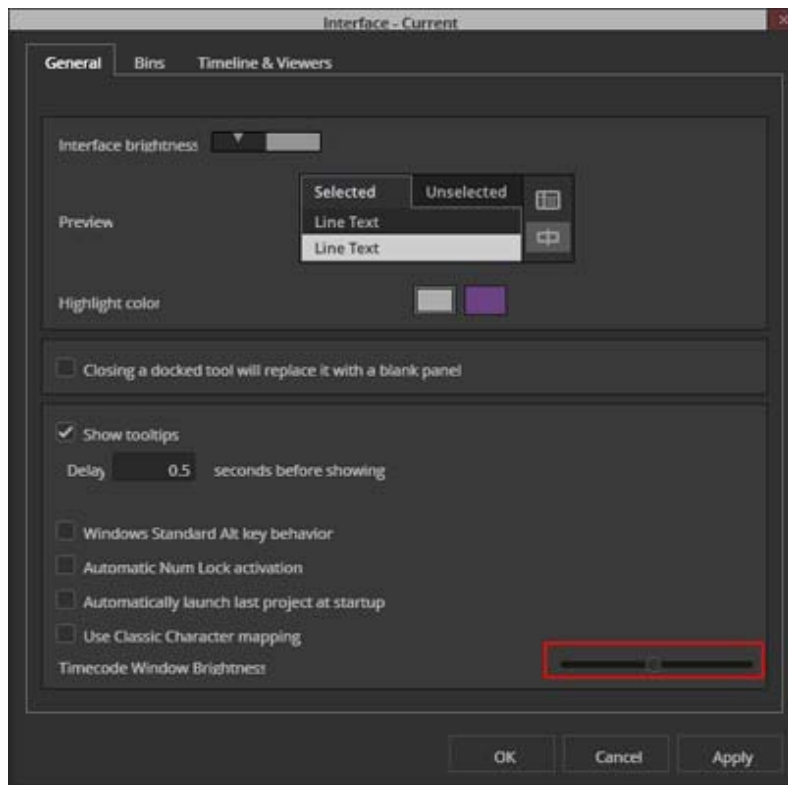 Interface - Current
General Bins Timeline & Viewers
Interface brightness
Selected Unselected
Preview
Line Text
Line Text
Highlight color
Closing a docked tool will replace it with a blank panel
Show tooltips
Delay 0.5 seconds before showing
Windows Standard Alt key behavior
Automatic Num Lock activation
Automatically launch last project at startup
Use Classic Character mapping
Timecode Window Brightness
OK Cancel Apply